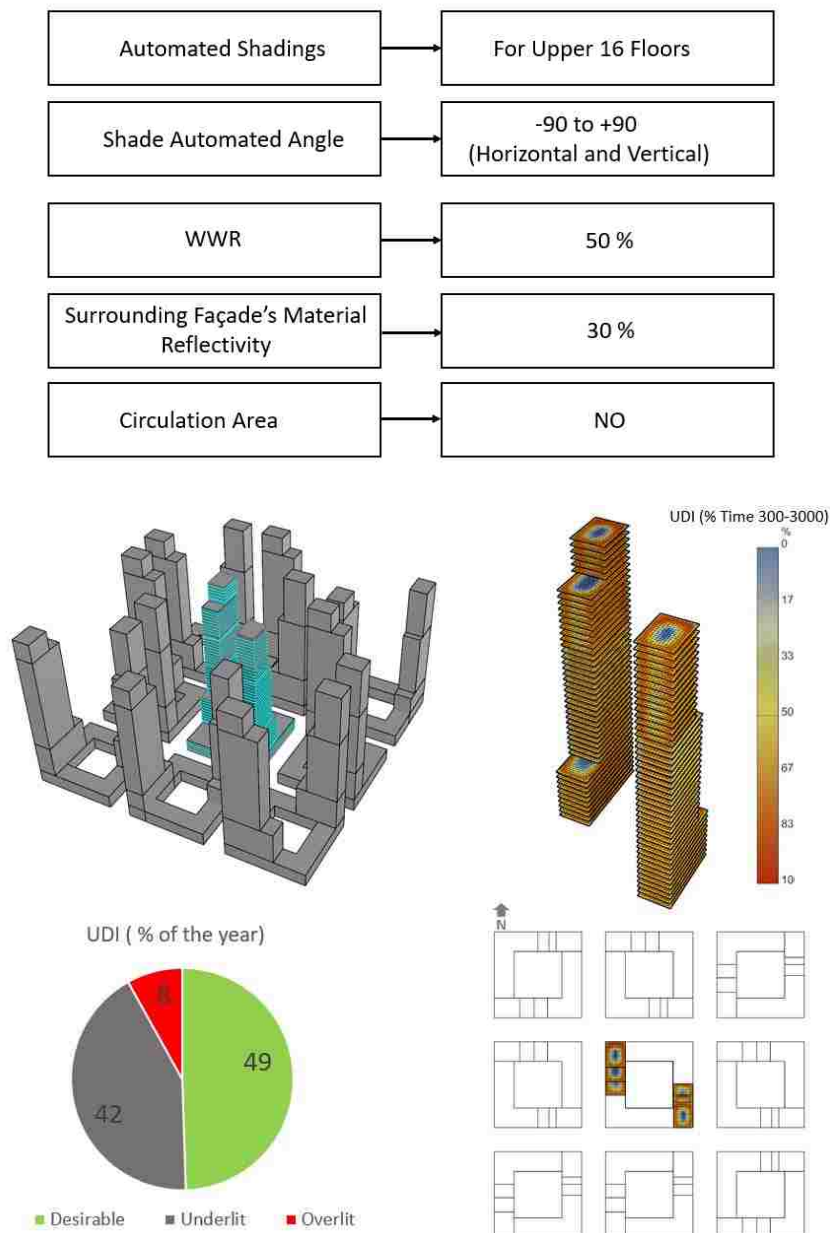 Automated Shadings
For Upper 16 Floors
Shade Automated Angle
-90 to +90
(Horizontal and Vertical)
WWR
50 %
Surrounding Façade's Material
Reflectivity
30 %
Circulation Area
NO
UDI (% Time 300-3000)
%
0
17
33
50
67
83
10
N
UDI ( % of the year)
8
49
42
Desirable
Underlit
Overlit